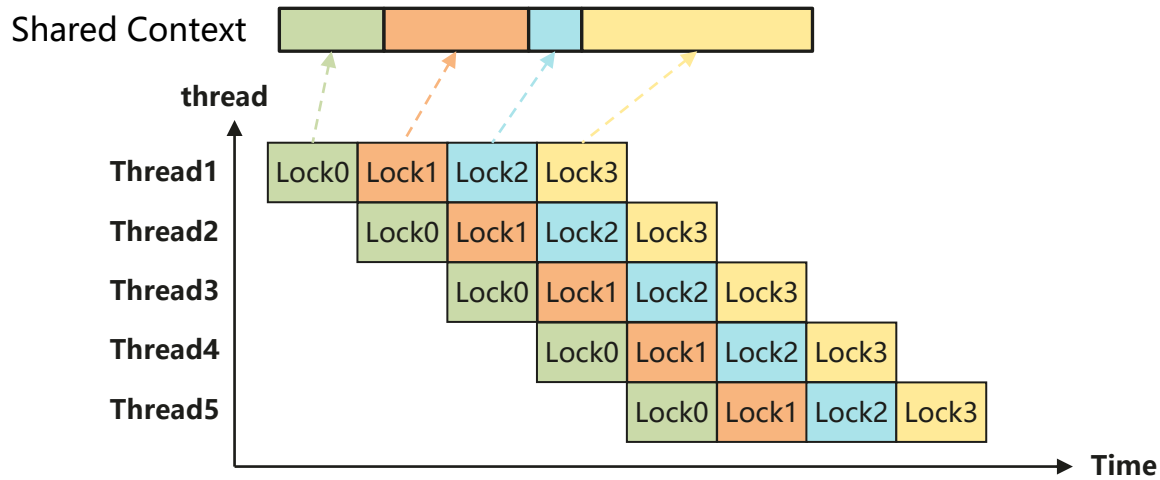 Shared Context
thread
Thread1 Lock0 Lock1 Lock2 Lock3
Thread2 Lock0 Lock1 Lock2 Lock3
Thread3 Lock0 Lock1 Lock2 Lock3
Thread4 Lock0 Lock1 Lock2 Lock3
Thread5 Lock0 Lock1 Lock2 Lock3
Time